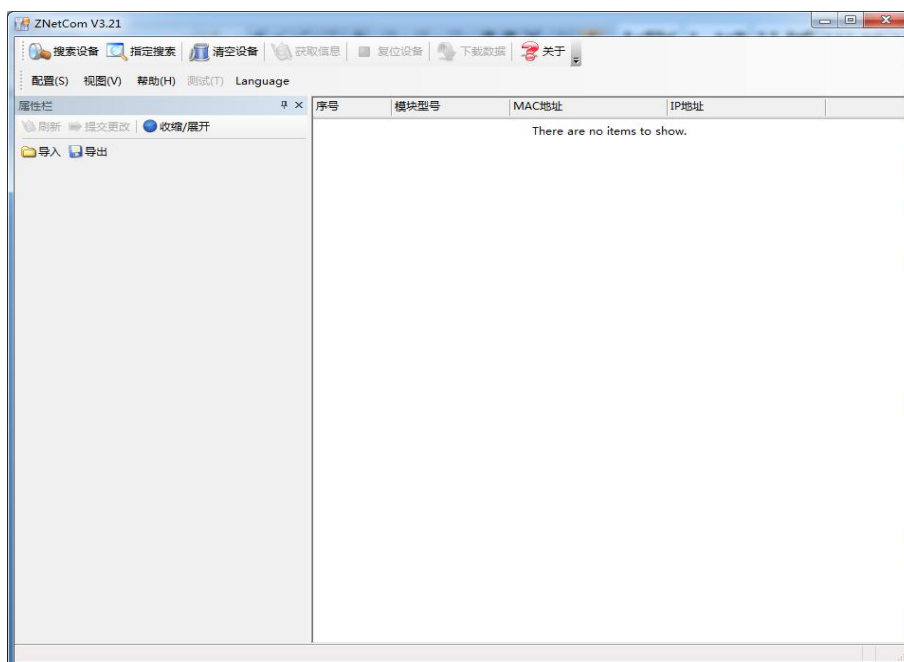 ZNetCom V3.21
搜索设备 指定搜索 清空设备 获取信息 复位设备 下载数据 关于
配置(S) 视图(V) 帮助(H) 测试(T) Language
属性栏 序号 模块型号 MAC地址 IP地址
刷新 提交更改 收缩/展开 There are no items to show.
导入 导出